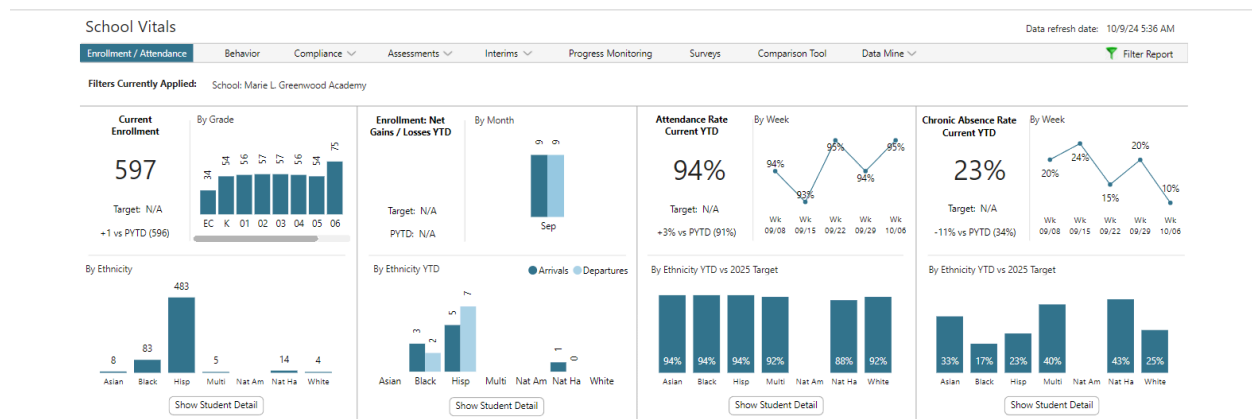 School Vitals
Data refresh date: 10/9/24 5:36 AM
Enrollment / Attendance Behavior Compliance Assessments Interims Progress Monitoring Surveys Comparison Tool Data Mine Filter Report
Filters Currently Applied: School: Marie L. Greenwood Academy
Current Enrollment
597
Target: N/A
+1 vs PYTD (596)
By Grade
34 54 56 57 57 56 54 75
EC K 01 02 03 04 05 06
Enrollment: Net Gains / Losses YTD
Target: N/A
PYTD: N/A
By Month
9 9
Sep
Attendance Rate Current YTD
94%
Target: N/A
+3% vs PYTD (91%)
By Week
94% 93% 95% 94% 95%
Wk 09/08 Wk 09/15 Wk 09/22 Wk 09/29 Wk 10/06
Chronic Absence Rate Current YTD
23%
Target: N/A
-11% vs PYTD (34%)
By Week
20% 24% 15% 20% 10%
Wk 09/08 Wk 09/15 Wk 09/22 Wk 09/29 Wk 10/06
By Ethnicity
8 83 483 5 14 4
Asian Black Hisp Multi Nat Am Nat Ha White
Show Student Detail
By Ethnicity YTD
Arrivals Departures
3 2 5 7 1 0
Asian Black Hisp Multi Nat Am Nat Ha White
Show Student Detail
By Ethnicity YTD vs 2025 Target
94% 94% 94% 92% 88% 92%
Asian Black Hisp Multi Nat Am Nat Ha White
Show Student Detail
By Ethnicity YTD vs 2025 Target
33% 17% 23% 40% 43% 25%
Asian Black Hisp Multi Nat Am Nat Ha White
Show Student Detail